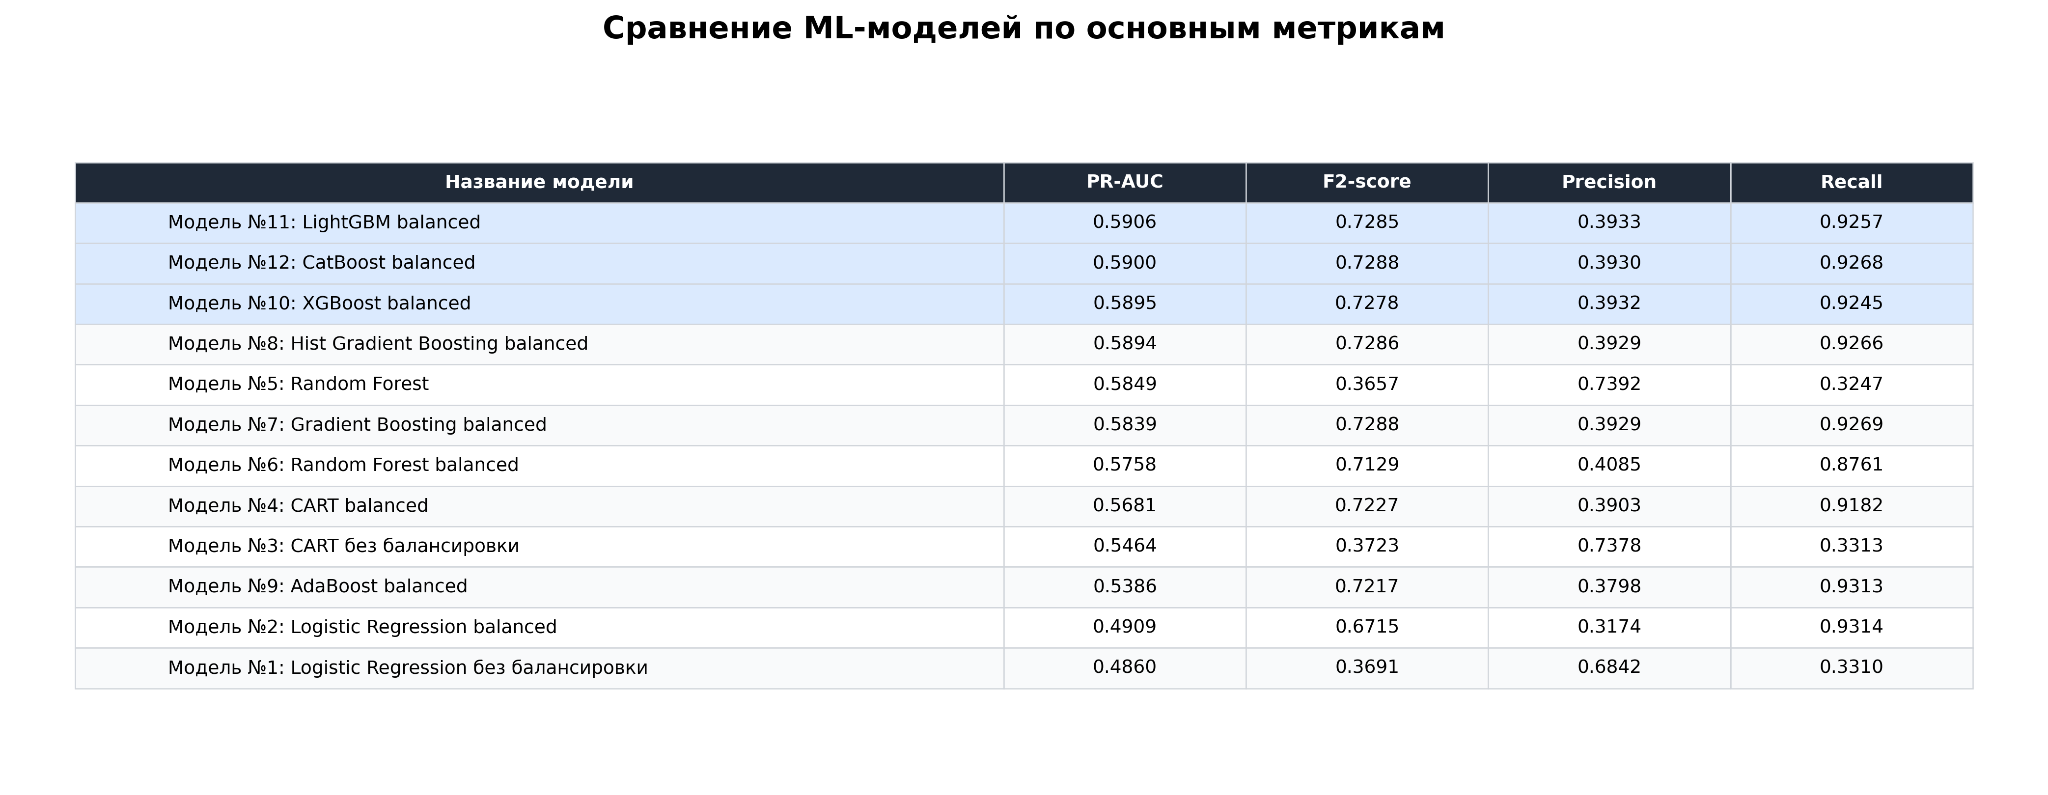 Сравнение ML-моделей по основным метрикам
Название модели PR-AUC F2-score Precision Recall
Модель №11: LightGBM balanced 0.5906 0.7285 0.3933 0.9257
Модель №12: CatBoost balanced 0.5900 0.7288 0.3930 0.9268
Модель №10: XGBoost balanced 0.5895 0.7278 0.3932 0.9245
Модель №8: Hist Gradient Boosting balanced 0.5894 0.7286 0.3929 0.9266
Модель №5: Random Forest 0.5849 0.3657 0.7392 0.3247
Модель №7: Gradient Boosting balanced 0.5839 0.7288 0.3929 0.9269
Модель №6: Random Forest balanced 0.5758 0.7129 0.4085 0.8761
Модель №4: CART balanced 0.5681 0.7227 0.3903 0.9182
Модель №3: CART без балансировки 0.5464 0.3723 0.7378 0.3313
Модель №9: AdaBoost balanced 0.5386 0.7217 0.3798 0.9313
Модель №2: Logistic Regression balanced 0.4909 0.6715 0.3174 0.9314
Модель №1: Logistic Regression без балансировки 0.4860 0.3691 0.6842 0.3310